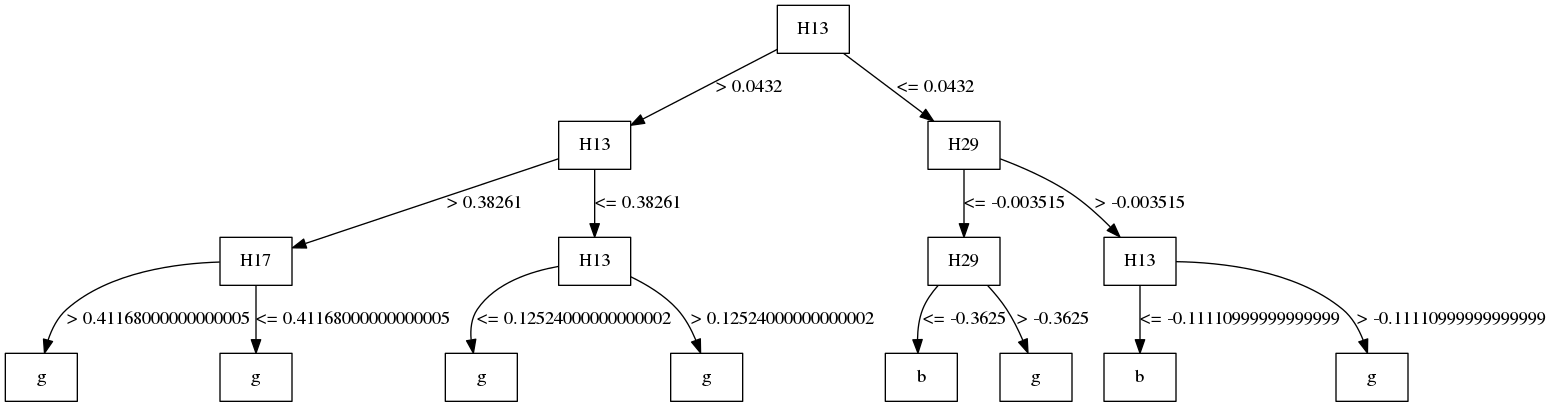 H13
> 0.0432
<= 0.0432
H13
H29
> 0.38261
<= 0.38261
<= -0.003515
> -0.003515
H17
H13
H29
H13
> 0.41168000000000005
<= 0.41168000000000005
<= 0.12524000000000002
> 0.12524000000000002
<= -0.3625
> -0.3625
<= -0.11110999999999999
> -0.11110999999999999
g
g
g
g
b
g
b
g